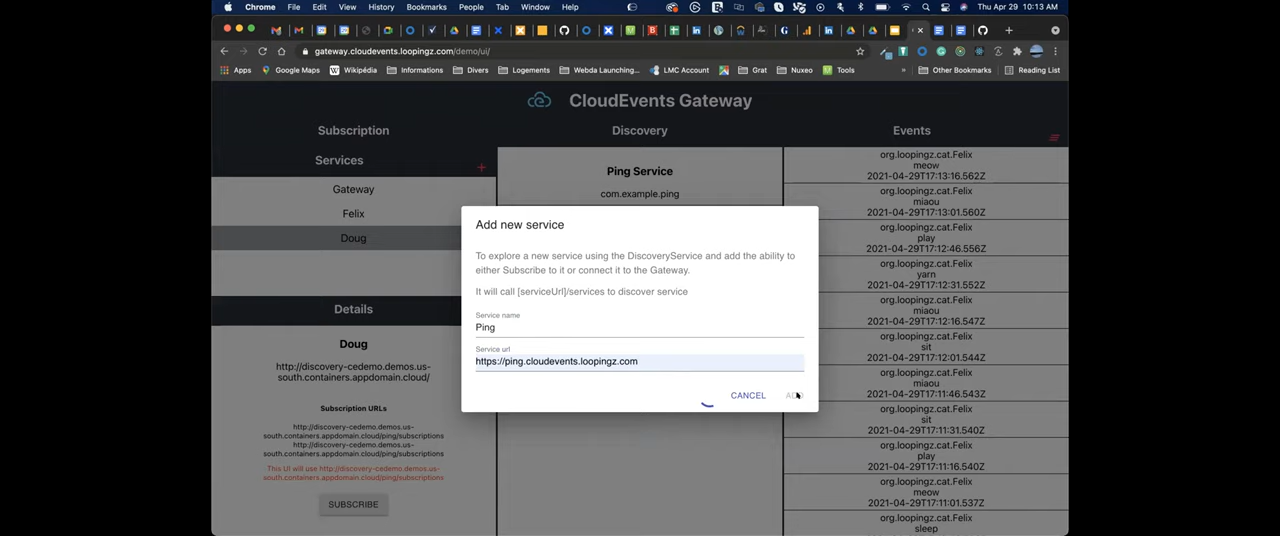 Chrome File Edit View History Bookmarks People Tab Window Help Thu Apr 29 10:13 AM
gateway.cloudevents.loopingz.com/demo/ui/
Apps Google Maps Wikipédia Informations Divers Logements Webda Launching... LMC Account Grat Nuxeo Tools » Other Bookmarks Reading List
CloudEvents Gateway
Subscription
Discovery
Events
Services
+
Gateway
Felix
Doug
Details
Doug
http://discovery-cedemo.demos.us-
south.containers.appdomain.cloud/
Subscription URLs
http://discovery-cedemo.demos.us-
south.containers.appdomain.cloud/ping/subscriptions
http://discovery-cedemo.demos.us-
south.containers.appdomain.cloud/ping/subscriptions
This UI will use http://discovery-cedemo.demos.us-
south.containers.appdomain.cloud/ping/subscriptions
SUBSCRIBE
Ping Service
com.example.ping
Add new service
To explore a new service using the DiscoveryService and add the ability to
either Subscribe to it or connect it to the Gateway.
It will call [serviceUrl]/services to discover service
Service name
Ping
Service url
https://ping.cloudevents.loopingz.com
CANCEL
ADD
org.loopingz.cat.Felix
meow
2021-04-29T17:13:16.562Z
org.loopingz.cat.Felix
miaou
2021-04-29T17:13:01.560Z
org.loopingz.cat.Felix
play
2021-04-29T17:12:46.556Z
org.loopingz.cat.Felix
yarn
2021-04-29T17:12:31.552Z
org.loopingz.cat.Felix
miaou
2021-04-29T17:12:16.547Z
org.loopingz.cat.Felix
sit
2021-04-29T17:12:01.545Z
org.loopingz.cat.Felix
miaou
2021-04-29T17:11:46.543Z
org.loopingz.cat.Felix
sit
2021-04-29T17:11:31.540Z
org.loopingz.cat.Felix
play
2021-04-29T17:11:16.540Z
org.loopingz.cat.Felix
meow
2021-04-29T17:11:01.537Z
org.loopingz.cat.Felix
sleep